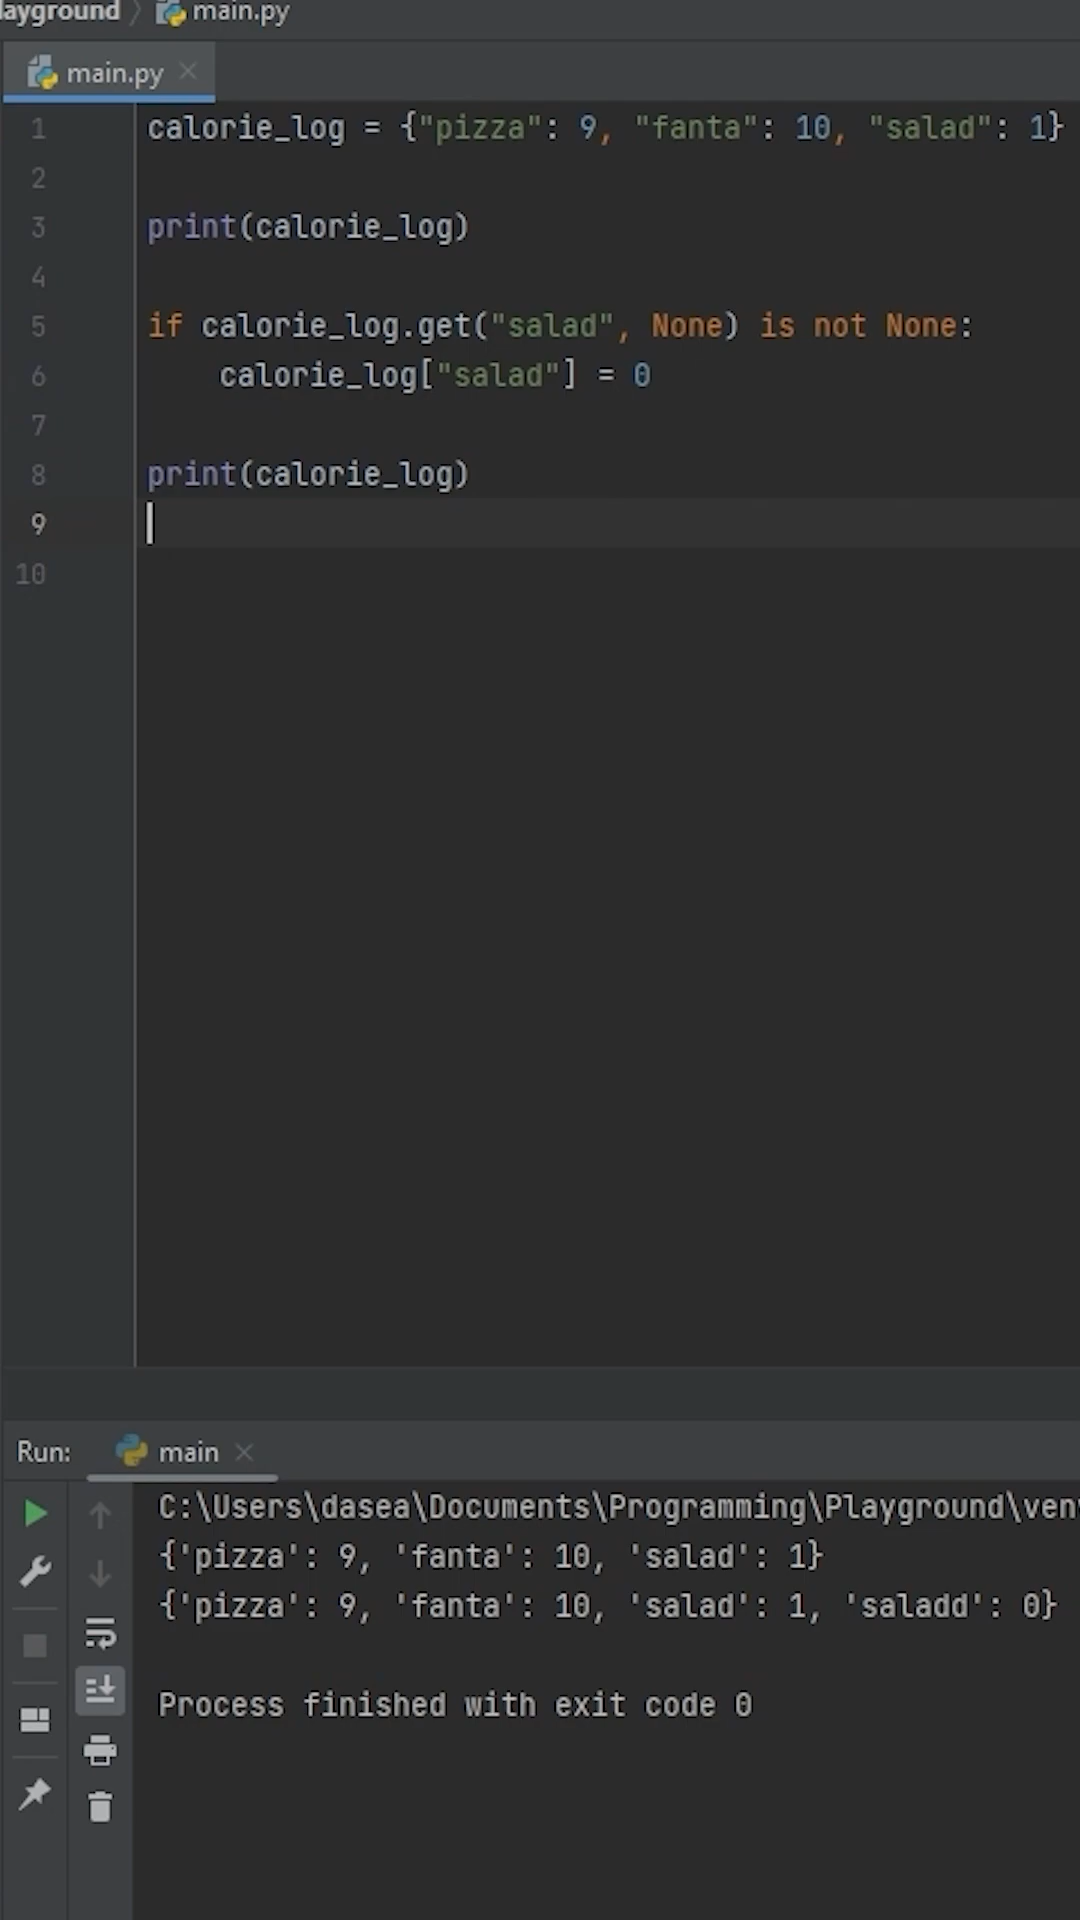 ayground › main.py
main.py
1 calorie_log = {"pizza": 9, "fanta": 10, "salad": 1}
2
3 print(calorie_log)
4
5 if calorie_log.get("salad", None) is not None:
6     calorie_log["salad"] = 0
7
8 print(calorie_log)
9
10
Run: main
C:\Users\dasea\Documents\Programming\Playground\ven
{'pizza': 9, 'fanta': 10, 'salad': 1}
{'pizza': 9, 'fanta': 10, 'salad': 1, 'saladd': 0}
Process finished with exit code 0